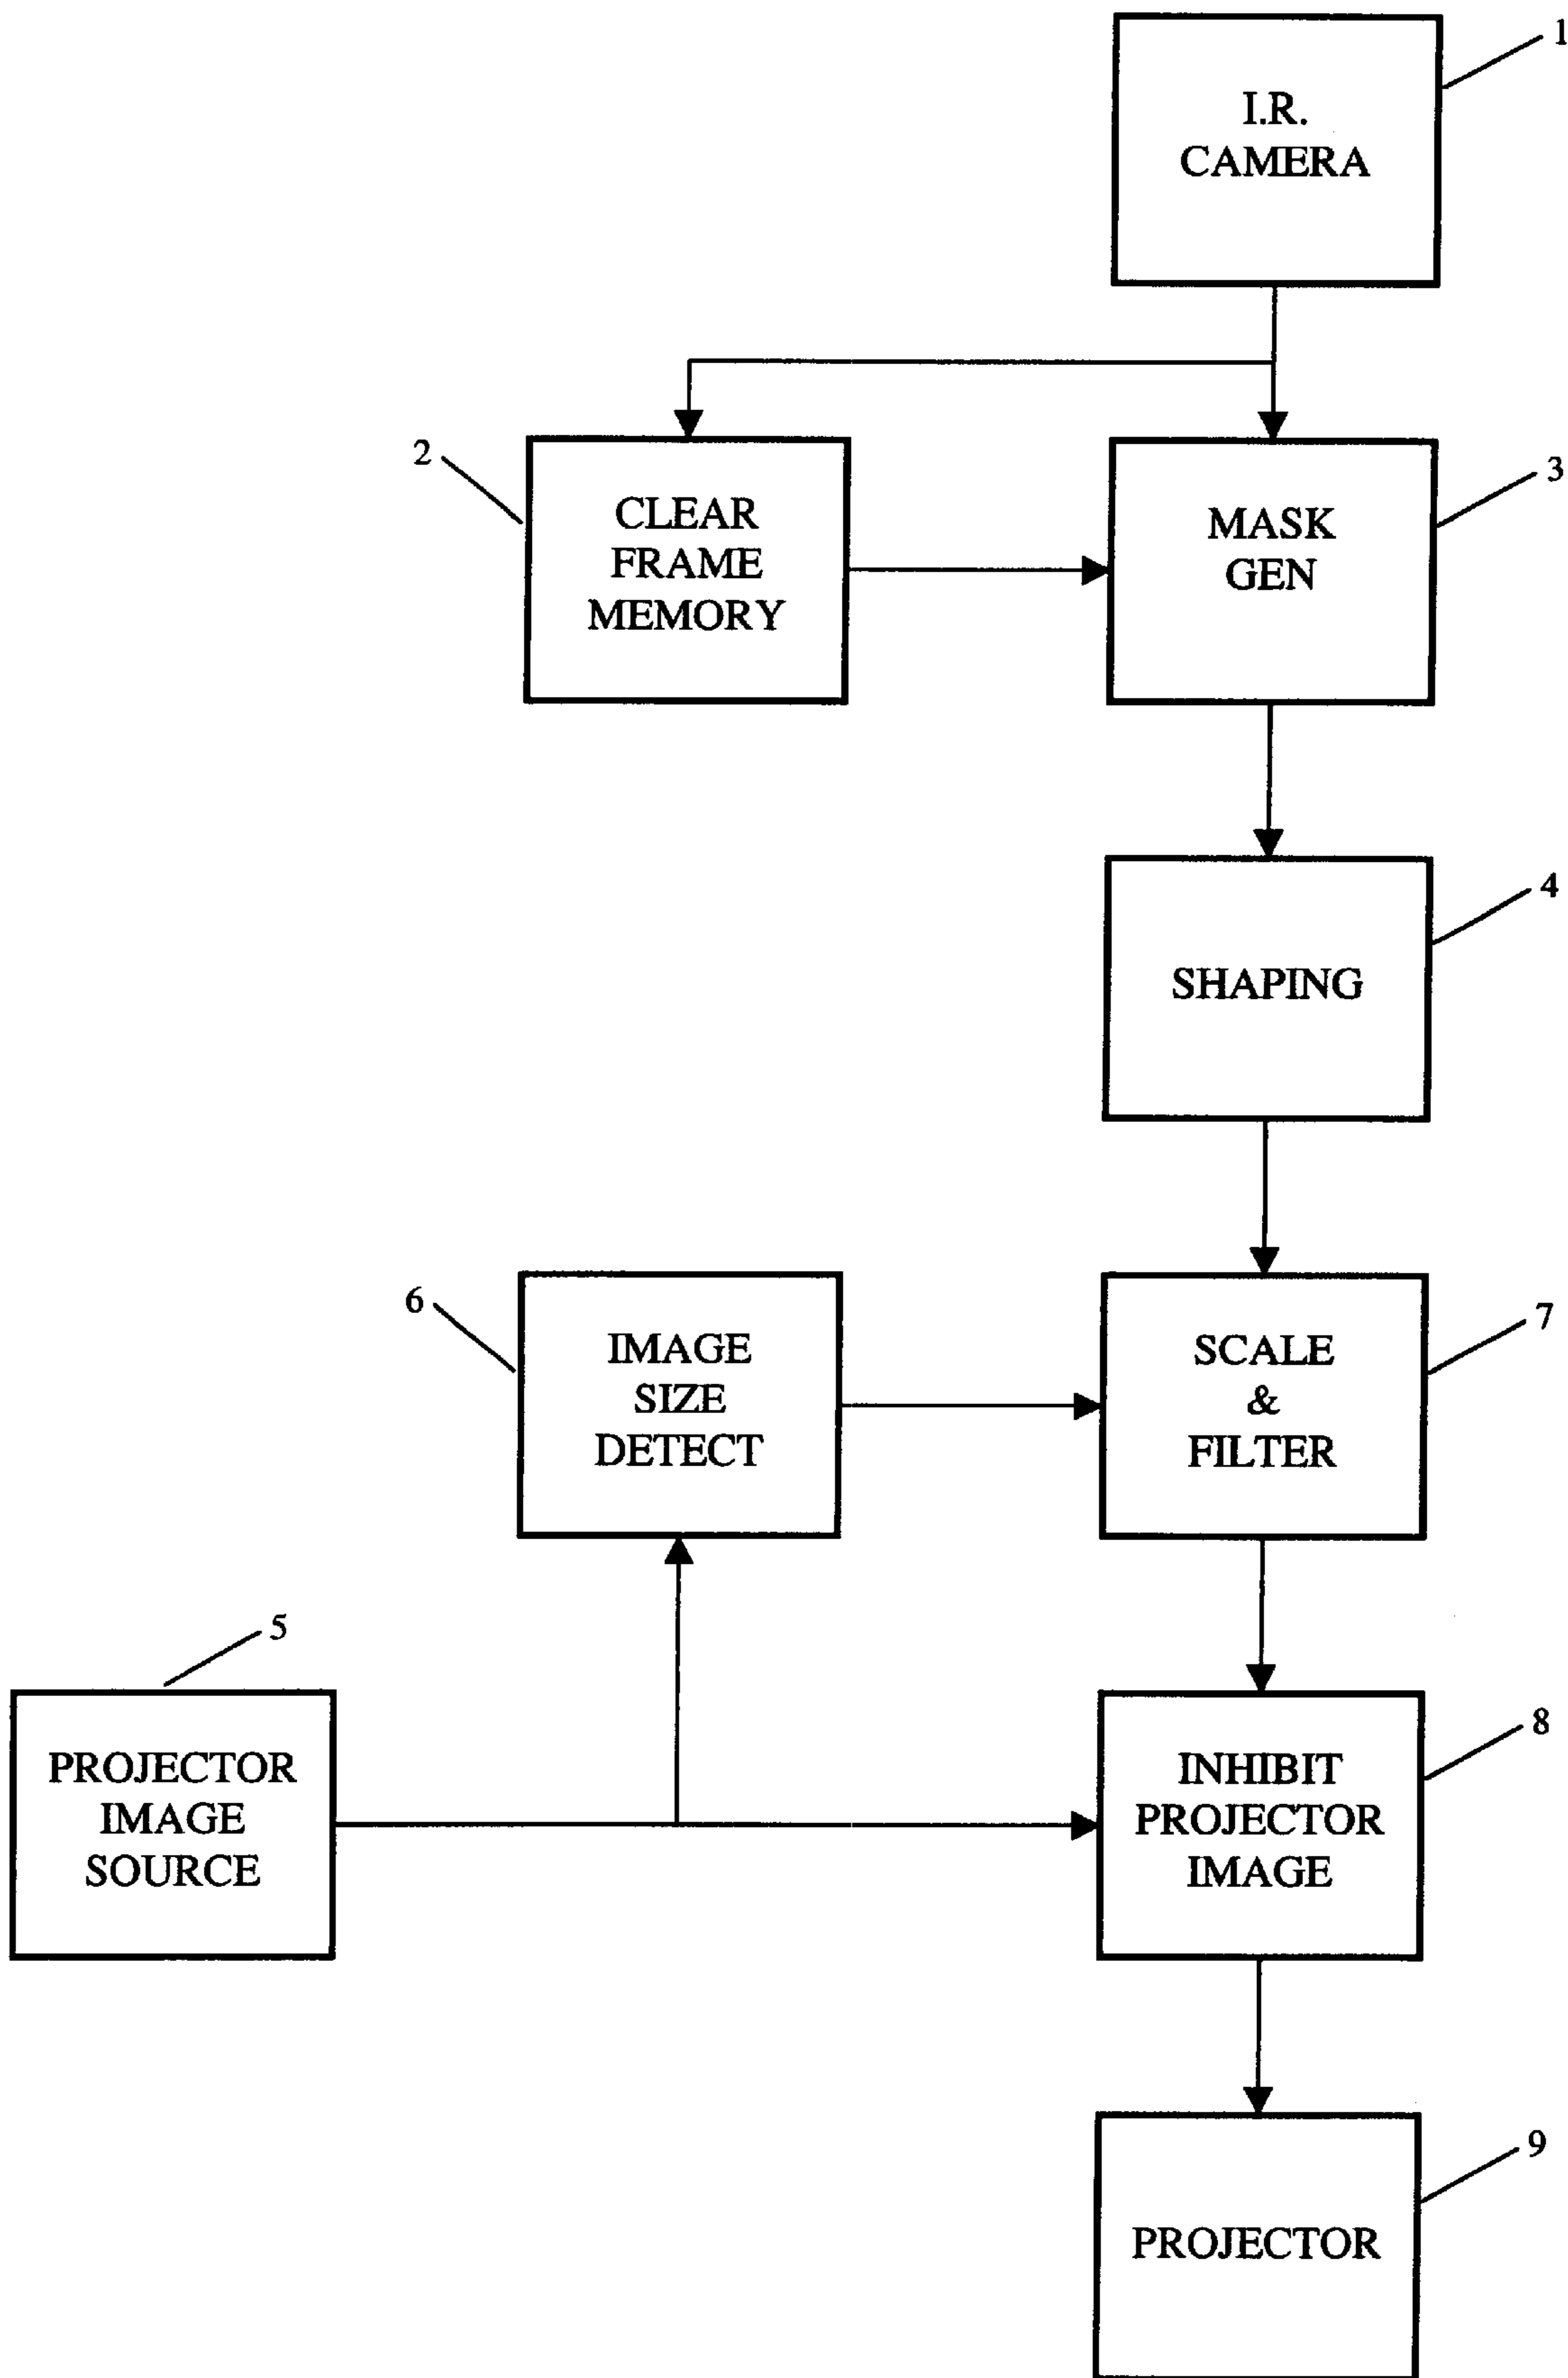 1
I.R.
CAMERA
2
CLEAR
FRAME
MEMORY
3
MASK
GEN
4
SHAPING
6
IMAGE
SIZE
DETECT
7
SCALE
&
FILTER
5
PROJECTOR
IMAGE
SOURCE
8
INHIBIT
PROJECTOR
IMAGE
9
PROJECTOR